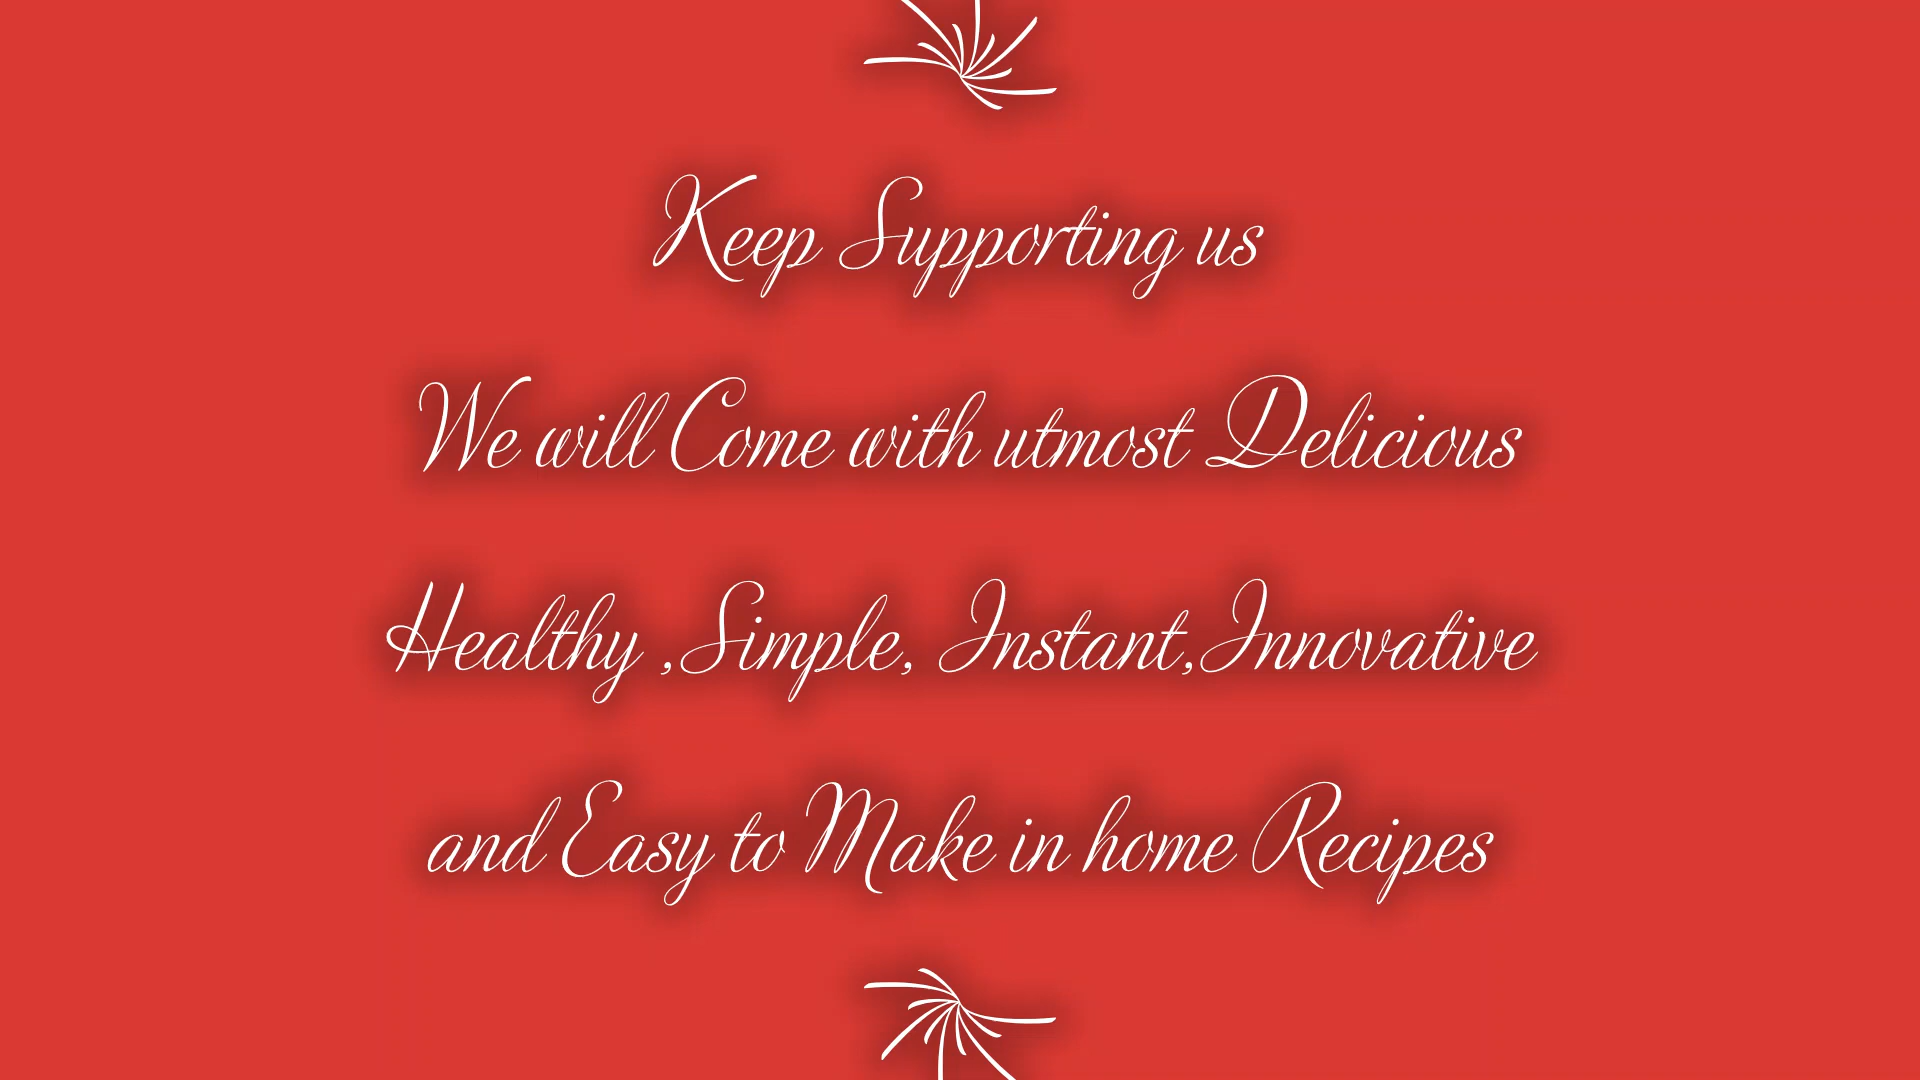 Keep Supporting us
We will Come with utmost Delicious
Healthy ,Simple, Instant,Innovative
and Easy to Make in home Recipes